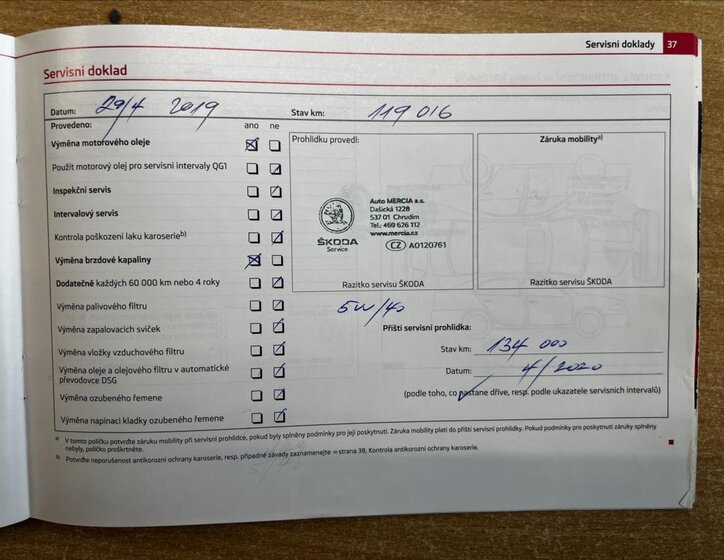 Servisní doklady 37
Servisní doklad
Datum: 29/4 2019 Stav km: 119 016
Provedeno: ano ne
Výměna motorového oleje
Použit motorový olej pro servisní intervaly QG1
Inspekční servis
Intervalový servis
Kontrola poškození laku karoserie b)
Výměna brzdové kapaliny
Dodatečně každých 60 000 km nebo 4 roky
Výměna palivového filtru
Výměna zapalovacích svíček
Výměna vložky vzduchového filtru
Výměna oleje a olejového filtru v automatické
převodovce DSG
Výměna ozubeného řemene
Výměna napínací kladky ozubeného řemene
Prohlídku provedl:
ŠKODA
Service
Auto MERCIA a.s.
Dašická 1228
537 01 Chrudim
Tel.: 469 626 112
www.mercia.cz
CZ A0120761
Razítko servisu ŠKODA
Záruka mobility a)
Razítko servisu ŠKODA
5W/40
Příští servisní prohlídka:
Stav km: 134 000
Datum: 4/2020
(podle toho, co nastane dříve, resp. podle ukazatele servisních intervalů)
a) V tomto políčku potvrďte záruku mobility při servisní prohlídce, pokud byly splněny podmínky pro její poskytnutí. Záruka mobility platí do příští servisní prohlídky. Pokud podmínky pro poskytnutí záruky splněny
nebyly, políčko proškrtněte.
b) Potvrďte neporušenost antikorozní ochrany karoserie, resp. případné závady zaznamenejte ⇒ strana 38, Kontrola antikorozní ochrany karoserie.